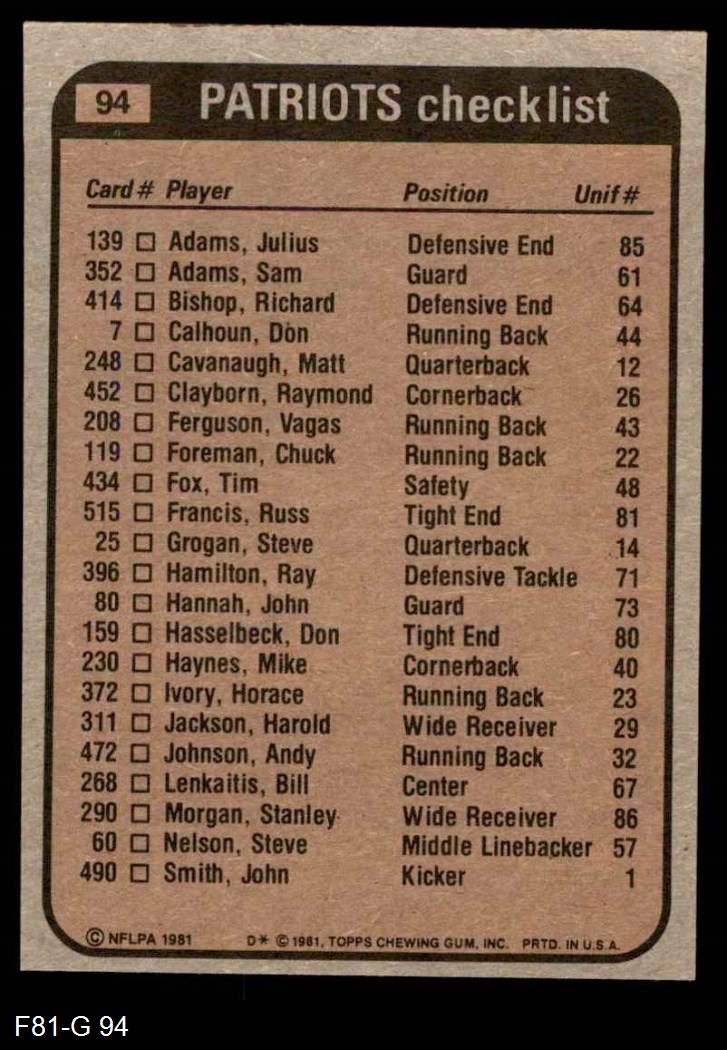 94 PATRIOTS checklist
Card # Player Position Unif #
139 □ Adams, Julius Defensive End 85
352 □ Adams, Sam Guard 61
414 □ Bishop, Richard Defensive End 64
7 □ Calhoun, Don Running Back 44
248 □ Cavanaugh, Matt Quarterback 12
452 □ Clayborn, Raymond Cornerback 26
208 □ Ferguson, Vagas Running Back 43
119 □ Foreman, Chuck Running Back 22
434 □ Fox, Tim Safety 48
515 □ Francis, Russ Tight End 81
25 □ Grogan, Steve Quarterback 14
396 □ Hamilton, Ray Defensive Tackle 71
80 □ Hannah, John Guard 73
159 □ Hasselbeck, Don Tight End 80
230 □ Haynes, Mike Cornerback 40
372 □ Ivory, Horace Running Back 23
311 □ Jackson, Harold Wide Receiver 29
472 □ Johnson, Andy Running Back 32
268 □ Lenkaitis, Bill Center 67
290 □ Morgan, Stanley Wide Receiver 86
60 □ Nelson, Steve Middle Linebacker 57
490 □ Smith, John Kicker 1
© NFLPA 1981 D* © 1981, TOPPS CHEWING GUM, INC. PRTD. IN U.S.A.
F81-G 94